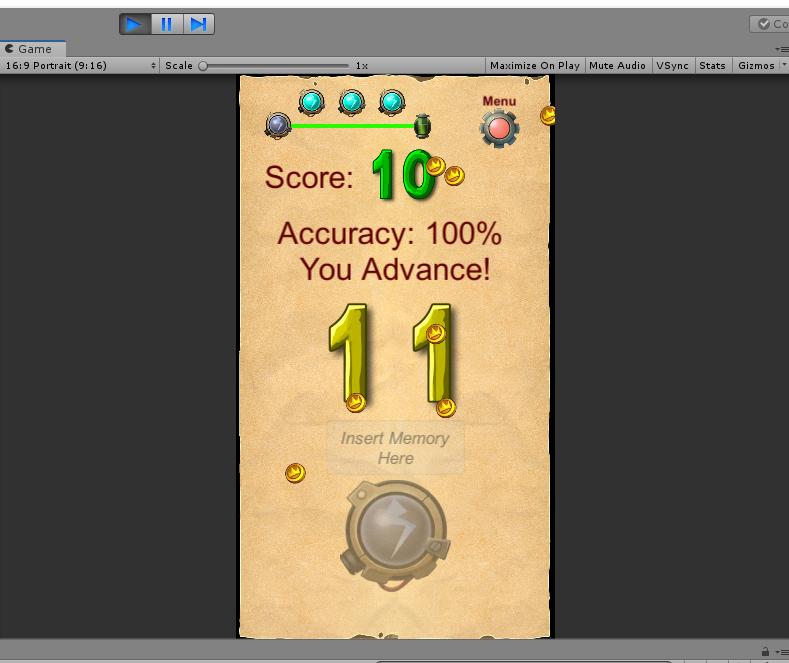 Co
Game
16:9 Portrait (9:16) Scale 1x Maximize On Play Mute Audio VSync Stats Gizmos
Menu
Score: 10
Accuracy: 100%
You Advance!
11
Insert Memory
Here